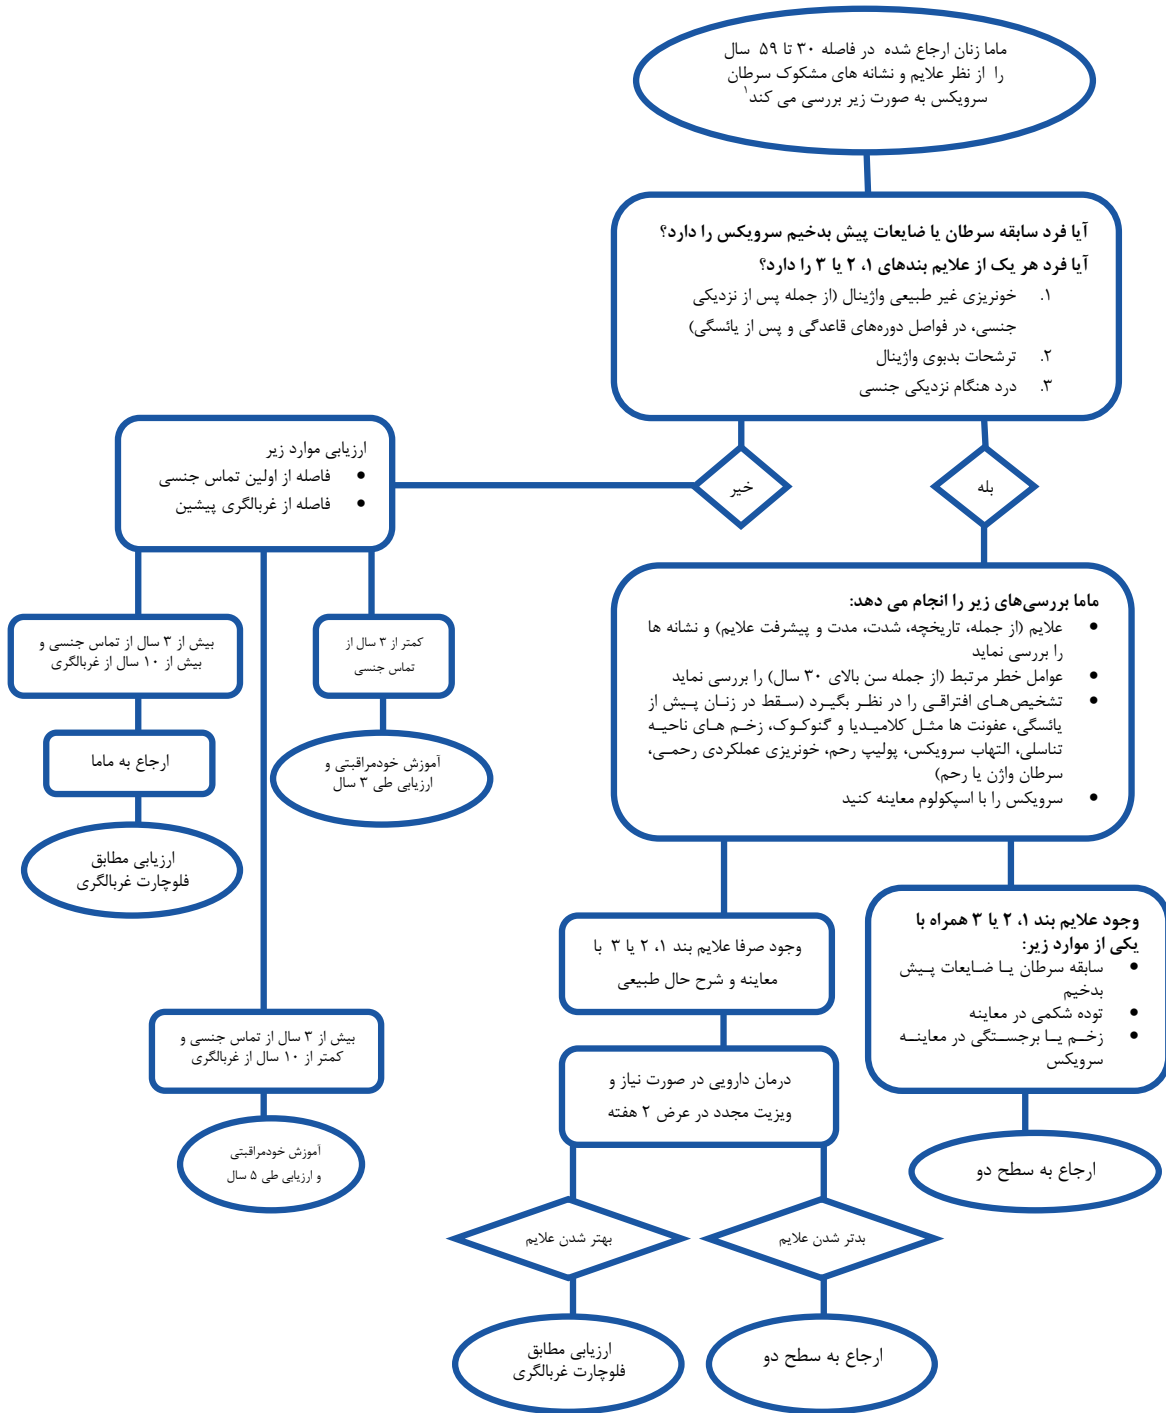 ماما زنان ارجاع شده در فاصله ۳۰ تا ۵۹ سال
را از نظر علایم و نشانه های مشکوک سرطان
سرویکس به صورت زیر بررسی می کند۱
آیا فرد سابقه سرطان یا ضایعات پیش بدخیم سرویکس را دارد؟
آیا فرد هر یک از علایم بندهای ۱، ۲ یا ۳ را دارد؟
۱. خونریزی غیر طبیعی واژینال (از جمله پس از نزدیکی
جنسی، در فواصل دوره‌های قاعدگی و پس از یائسگی)
۲. ترشحات بدبوی واژینال
۳. درد هنگام نزدیکی جنسی
بله
خیر
ارزیابی موارد زیر
• فاصله از اولین تماس جنسی
• فاصله از غربالگری پیشین
کمتر از ۳ سال از
تماس جنسی
آموزش خودمراقبتی و
ارزیابی طی ۳ سال
بیش از ۳ سال از تماس جنسی و
بیش از ۱۰ سال از غربالگری
ارجاع به ماما
ارزیابی مطابق
فلوچارت غربالگری
بیش از ۳ سال از تماس جنسی و
کمتر از ۱۰ سال از غربالگری
آموزش خودمراقبتی
و ارزیابی طی ۵ سال
ماما بررسی‌های زیر را انجام می دهد:
• علایم (از جمله، تاریخچه، شدت، مدت و پیشرفت علایم) و نشانه ها
را بررسی نماید
• عوامل خطر مرتبط (از جمله سن بالای ۳۰ سال) را بررسی نماید
• تشخیص‌های افتراقی را در نظر بگیرد (سقط در زنان پیش از
یائسگی، عفونت ها مثل کلامیدیا و گنوکوک، زخم های ناحیه
تناسلی، التهاب سرویکس، پولیپ رحم، خونریزی عملکردی رحمی،
سرطان واژن یا رحم)
• سرویکس را با اسپکولوم معاینه کنید
وجود علایم بند ۱، ۲ یا ۳ همراه با
یکی از موارد زیر:
• سابقه سرطان یا ضایعات پیش
بدخیم
• توده شکمی در معاینه
• زخم یا برجستگی در معاینه
سرویکس
ارجاع به سطح دو
وجود صرفا علایم بند ۱، ۲ یا ۳ با
معاینه و شرح حال طبیعی
درمان دارویی در صورت نیاز و
ویزیت مجدد در عرض ۲ هفته
بدتر شدن علایم
بهتر شدن علایم
ارجاع به سطح دو
ارزیابی مطابق
فلوچارت غربالگری